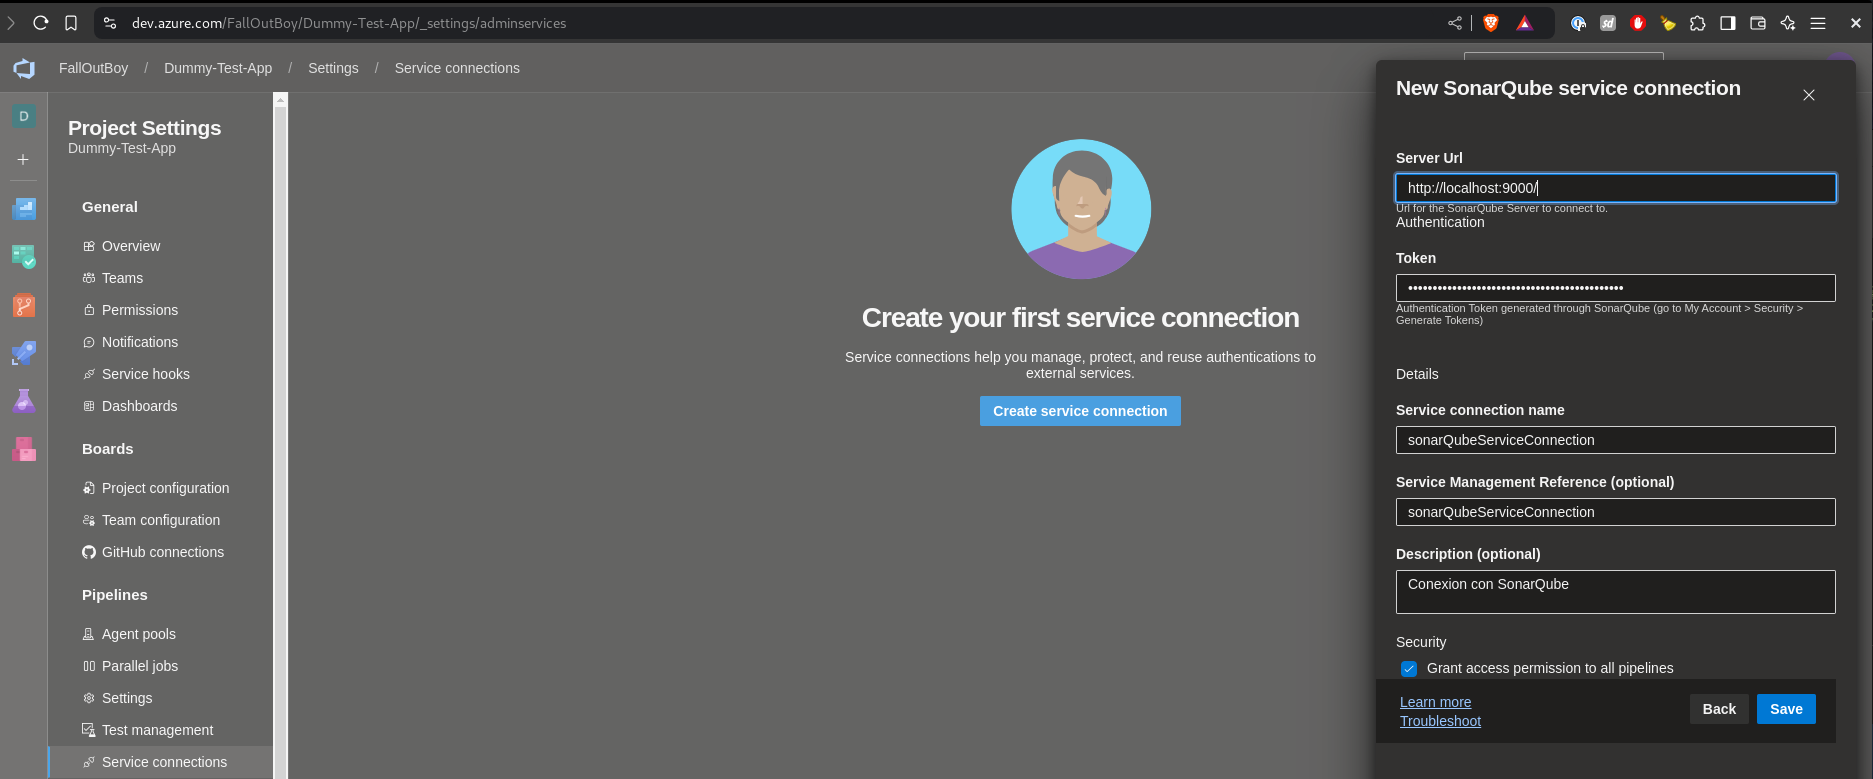 dev.azure.com/FallOutBoy/Dummy-Test-App/_settings/adminservices
FallOutBoy / Dummy-Test-App / Settings / Service connections
D
Project Settings
Dummy-Test-App
General
Overview
Teams
Permissions
Notifications
Service hooks
Dashboards
Boards
Project configuration
Team configuration
GitHub connections
Pipelines
Agent pools
Parallel jobs
Settings
Test management
Service connections
Create your first service connection
Service connections help you manage, protect, and reuse authentications to
external services.
Create service connection
New SonarQube service connection
Server Url
http://localhost:9000/
Url for the SonarQube Server to connect to.
Authentication
Token
Authentication Token generated through SonarQube (go to My Account > Security >
Generate Tokens)
Details
Service connection name
sonarQubeServiceConnection
Service Management Reference (optional)
sonarQubeServiceConnection
Description (optional)
Conexion con SonarQube
Security
Grant access permission to all pipelines
Learn more
Troubleshoot
Back
Save